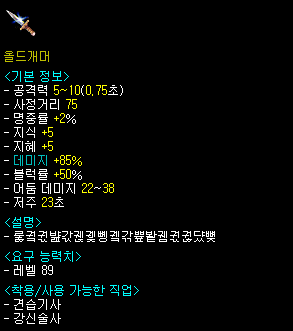 올드개머
<기본 정보>
- 공격력 5~10(0,75초)
- 사정거리 75
- 명중률 +2%
- 지식 +5
- 지혜 +5
- 데미지 +85%
- 블럭률 +50%
- 어둠 데미지 22~38
- 저주 23초
<설명>
<요구 능력치>
- 레벨 89
<착용/사용 가능한 직업>
- 견습기사
- 강신술사